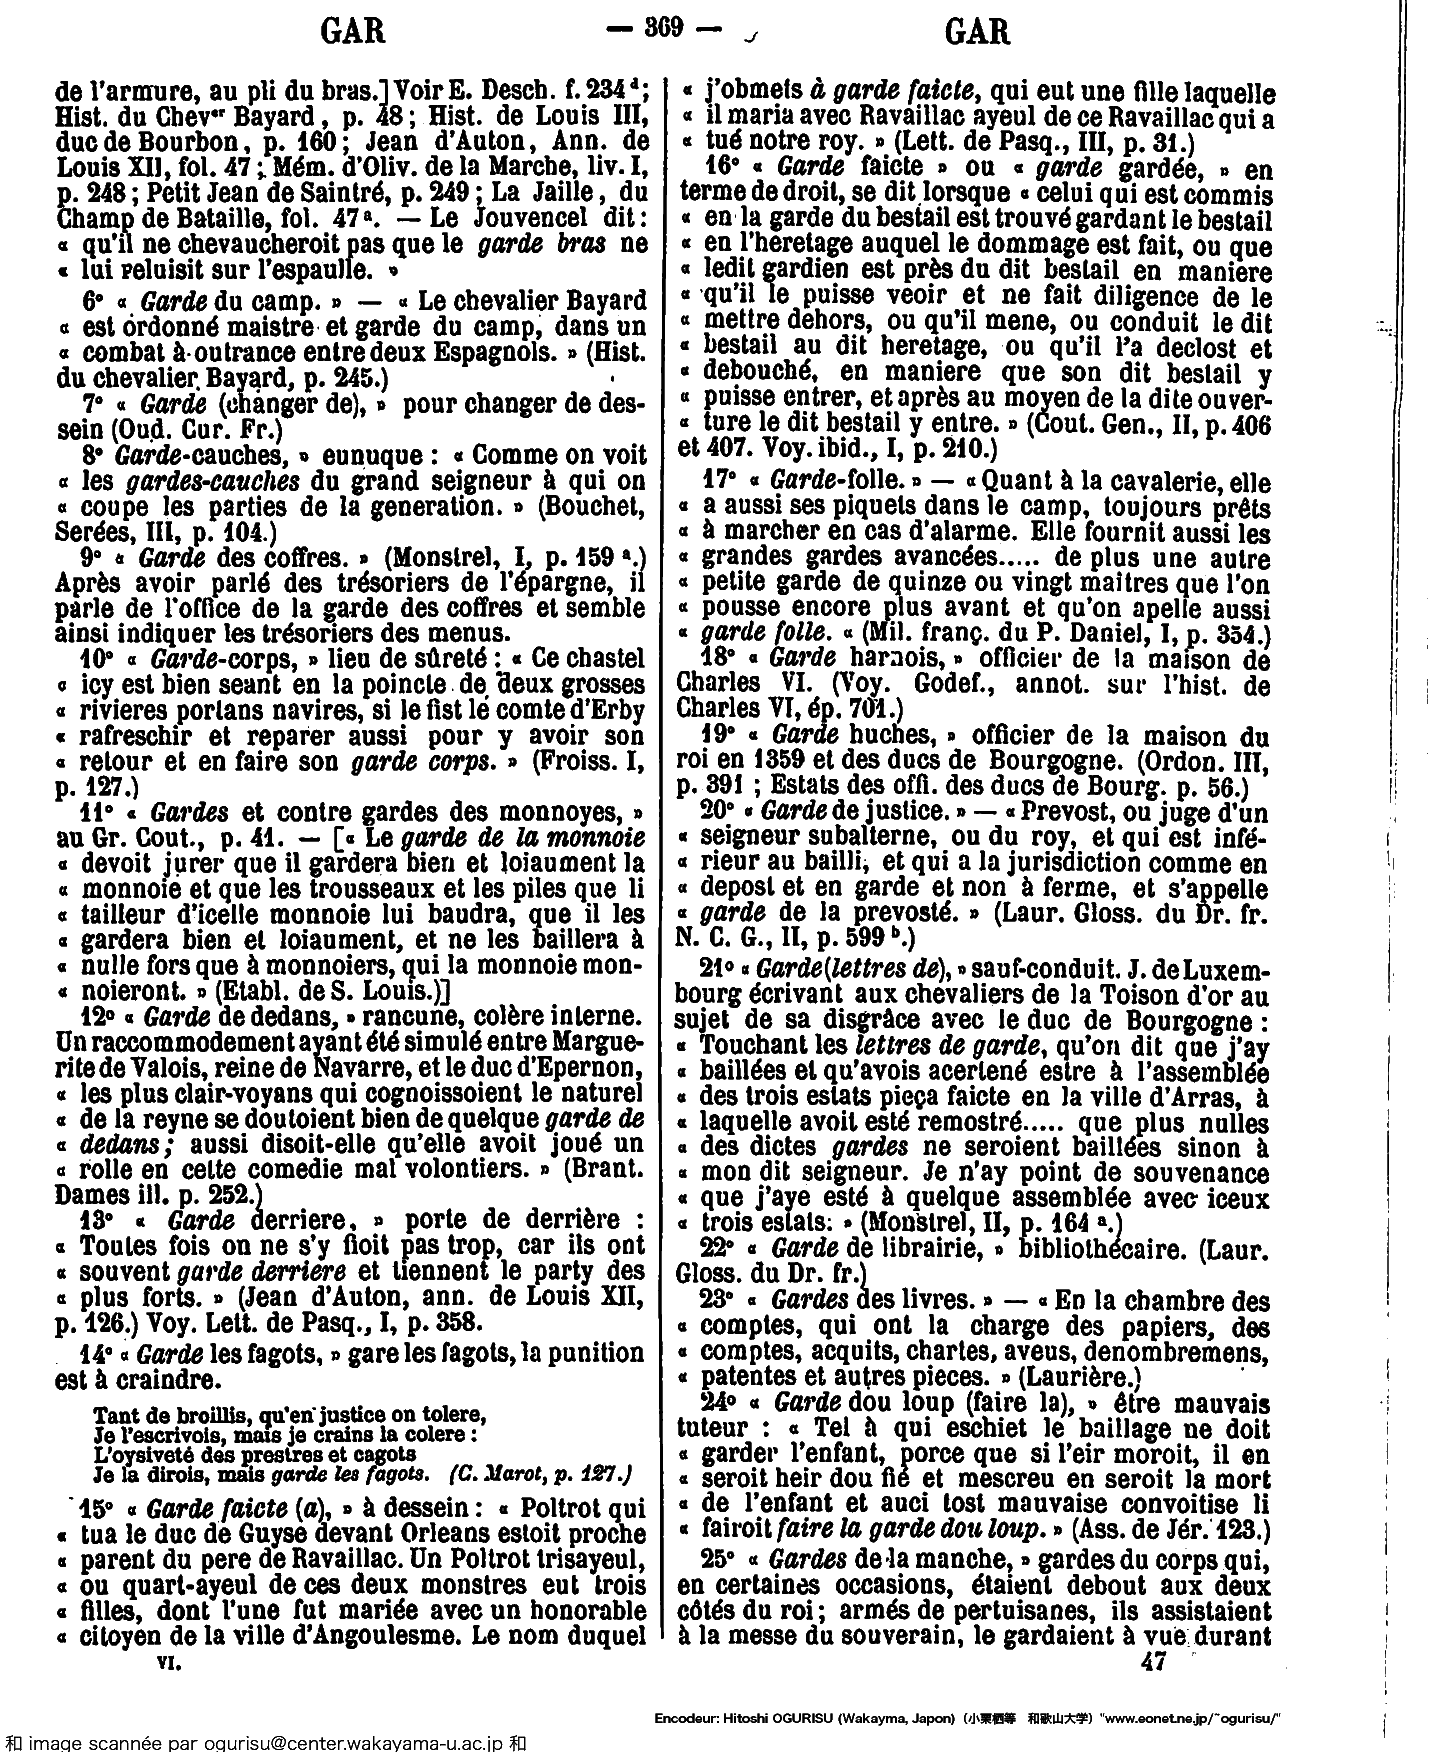 GAR
— 369 —
GAR
de l'armure, au pli du bras.] Voir E. Desch. f. 234 d;
Hist. du Chever Bayard, p. 48; Hist. de Louis III,
duc de Bourbon, p. 160; Jean d'Auton, Ann. de
Louis XII, fol. 47; Mém. d'Oliv. de la Marche, liv. I,
p. 248; Petit Jean de Saintré, p. 249; La Jaille, du
Champ de Bataille, fol. 47 a. — Le Jouvencel dit:
« qu'il ne chevaucheroit pas que le garde bras ne
« lui reluisit sur l'espaulle. »
6° « Garde du camp. » — « Le chevalier Bayard
« est ordonné maistre et garde du camp, dans un
« combat à outrance entre deux Espagnols. » (Hist.
du chevalier Bayard, p. 245.)
7° « Garde (changer de), » pour changer de des-
sein (Oud. Cur. Fr.)
8° Garde-cauches, » eunuque : « Comme on voit
« les gardes-cauches du grand seigneur à qui on
« coupe les parties de la generation. » (Bouchet,
Serées, III, p. 104.)
9° « Garde des coffres. » (Monstrel, I, p. 159 a.)
Après avoir parlé des trésoriers de l'épargne, il
parle de l'office de la garde des coffres et semble
ainsi indiquer les trésoriers des menus.
10° « Garde-corps, » lieu de sûreté : « Ce chastel
« icy est bien seant en la poincte de deux grosses
« rivieres portans navires, si le fist le comte d'Erby
« rafreschir et reparer aussi pour y avoir son
« retour et en faire son garde corps. » (Froiss. I,
p. 127.)
11° « Gardes et contre gardes des monnoyes, »
au Gr. Cout., p. 41. — [« Le garde de la monnoie
« devoit jurer que il gardera bien et loiaument la
« monnoie et que les trousseaux et les piles que li
« tailleur d'icelle monnoie lui baudra, que il les
« gardera bien et loiaument, et ne les baillera à
« nulle fors que à monnoiers, qui la monnoie mon-
« noieront. » (Etabl. de S. Louis.)]
12° « Garde de dedans, » rancune, colère interne.
Un raccommodement ayant été simulé entre Margue-
rite de Valois, reine de Navarre, et le duc d'Epernon,
« les plus clair-voyans qui cognoissoient le naturel
« de la reyne se doutoient bien de quelque garde de
« dedans; aussi disoit-elle qu'elle avoit joué un
« rolle en cette comedie mal volontiers. » (Brant.
Dames ill. p. 252.)
13° « Garde derriere, » porte de derrière :
« Toutes fois on ne s'y fioit pas trop, car ils ont
« souvent garde derriere et tiennent le party des
« plus forts. » (Jean d'Auton, ann. de Louis XII,
p. 126.) Voy. Lett. de Pasq., I, p. 358.
14° « Garde les fagots, » gare les fagots, la punition
est à craindre.
Tant de broillis, qu'en justice on tolere,
Je l'escrivois, mais je crains la colere :
L'oysiveté des prestres et cagots
Je la dirois, mais garde les fagots. (C. Marot, p. 127.)
15° « Garde faicte (a), » à dessein : « Poltrot qui
« tua le duc de Guyse devant Orleans estoit proche
« parent du pere de Ravaillac. Un Poltrot trisayeul,
« ou quart-ayeul de ces deux monstres eut trois
« filles, dont l'une fut mariée avec un honorable
« citoyen de la ville d'Angoulesme. Le nom duquel
VI.
« j'obmets à garde faicte, qui eut une fille laquelle
« il maria avec Ravaillac ayeul de ce Ravaillac qui a
« tué notre roy. » (Lett. de Pasq., III, p. 31.)
16° « Garde faicte » ou « garde gardée, » en
terme de droit, se dit lorsque « celui qui est commis
« en la garde du bestail est trouvé gardant le bestail
« en l'heretage auquel le dommage est fait, ou que
« ledit gardien est près du dit bestail en maniere
« qu'il le puisse veoir et ne fait diligence de le
« mettre dehors, ou qu'il mene, ou conduit le dit
« bestail au dit heretage, ou qu'il l'a declost et
« debouché, en maniere que son dit bestail y
« puisse entrer, et après au moyen de la dite ouver-
« ture le dit bestail y entre. » (Cout. Gen., II, p. 406
et 407. Voy. ibid., I, p. 210.)
17° « Garde-folle. » — « Quant à la cavalerie, elle
« a aussi ses piquets dans le camp, toujours prêts
« à marcher en cas d'alarme. Elle fournit aussi les
« grandes gardes avancées..... de plus une autre
« petite garde de quinze ou vingt maitres que l'on
« pousse encore plus avant et qu'on apelle aussi
« garde folle. « (Mil. franç. du P. Daniel, I, p. 354.)
18° « Garde harnois, » officier de la maison de
Charles VI. (Voy. Godef., annot. sur l'hist. de
Charles VI, ép. 701.)
19° « Garde huches, » officier de la maison du
roi en 1359 et des ducs de Bourgogne. (Ordon. III,
p. 391 ; Estats des offi. des ducs de Bourg. p. 56.)
20° « Garde de justice. » — « Prevost, ou juge d'un
« seigneur subalterne, ou du roy, et qui est infé-
« rieur au bailli, et qui a la jurisdiction comme en
« depost et en garde et non à ferme, et s'appelle
« garde de la prevosté. » (Laur. Gloss. du Dr. fr.
N. C. G., II, p. 599 b.)
21° « Garde (lettres de), » sauf-conduit. J. de Luxem-
bourg écrivant aux chevaliers de la Toison d'or au
sujet de sa disgrâce avec le duc de Bourgogne :
« Touchant les lettres de garde, qu'on dit que j'ay
« baillées et qu'avois acertené estre à l'assemblée
« des trois estats pieça faicte en la ville d'Arras, à
« laquelle avoit esté remostré..... que plus nulles
« des dictes gardes ne seroient baillées sinon à
« mon dit seigneur. Je n'ay point de souvenance
« que j'aye esté à quelque assemblée avec iceux
« trois estats: » (Monstrel, II, p. 164 a.)
22° « Garde de librairie, » bibliothécaire. (Laur.
Gloss. du Dr. fr.)
23° « Gardes des livres. » — « En la chambre des
« comptes, qui ont la charge des papiers, des
« comptes, acquits, chartes, aveus, denombremens,
« patentes et autres pieces. » (Laurière.)
24° « Garde dou loup (faire la), » être mauvais
tuteur : « Tel à qui eschiet le baillage ne doit
« garder l'enfant, porce que si l'eir moroit, il en
« seroit heir dou fié et mescreu en seroit la mort
« de l'enfant et auci tost mauvaise convoitise li
« fairoit faire la garde dou loup. » (Ass. de Jér. 123.)
25° « Gardes de la manche, » gardes du corps qui,
en certaines occasions, étaient debout aux deux
côtés du roi; armés de pertuisanes, ils assistaient
à la messe du souverain, le gardaient à vue durant
47
Encodeur: Hitoshi OGURISU (Wakayma, Japon) (小栗栖等 和歌山大学) "www.eonet.ne.jp/~ogurisu/"
和 image scannée par ogurisu@center.wakayama-u.ac.jp 和